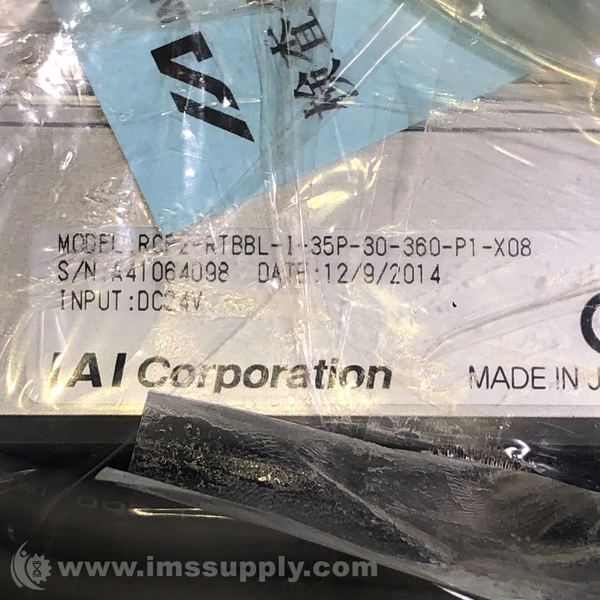 MODEL:RCP2-RTBBL-I-35P-30-360-P1-X08
S/N:A41064098 DATE:12/9/2014
INPUT:DC24V
IAI Corporation
MADE IN J
www.imssupply.com